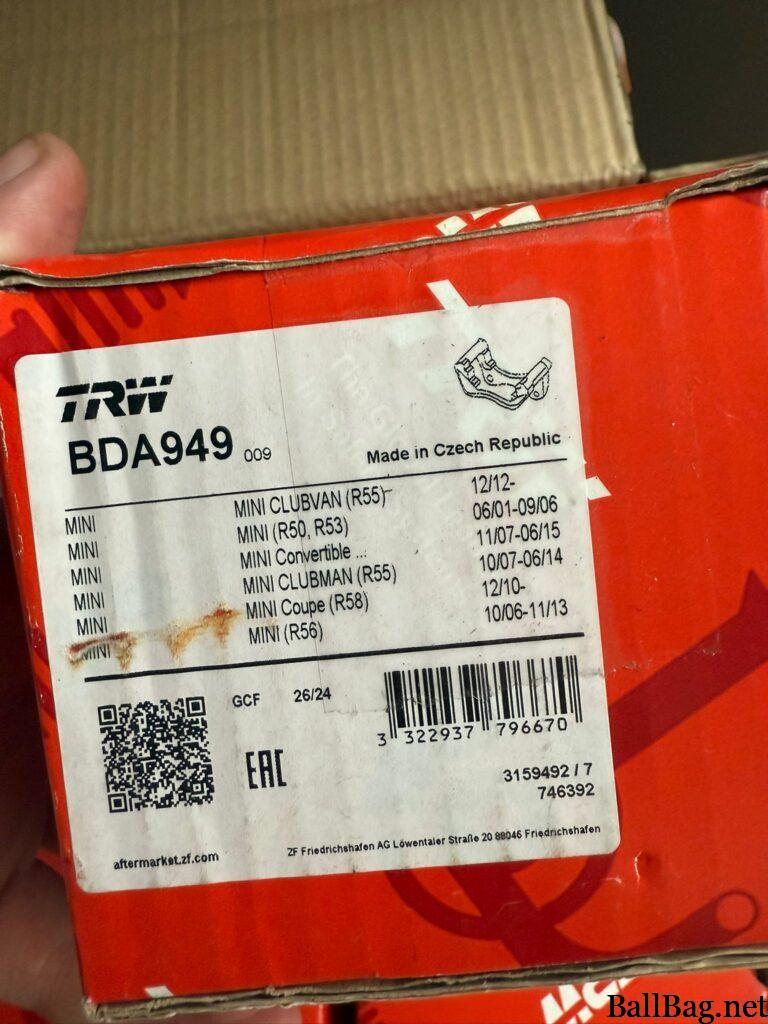 TRW
BDA949 009
Made in Czech Republic
MINI MINI CLUBVAN (R55) 12/12-
MINI MINI (R50, R53) 06/01-09/06
MINI MINI Convertible ... 11/07-06/15
MINI MINI CLUBMAN (R55) 10/07-06/14
MINI MINI Coupe (R58) 12/10-
MINI MINI (R56) 10/06-11/13
GCF 26/24
EAC
3 322937 796670
3159492 / 7
746392
aftermarket.zf.com
ZF Friedrichshafen AG Löwentaler Straße 20 88046 Friedrichshafen
BallBag.net